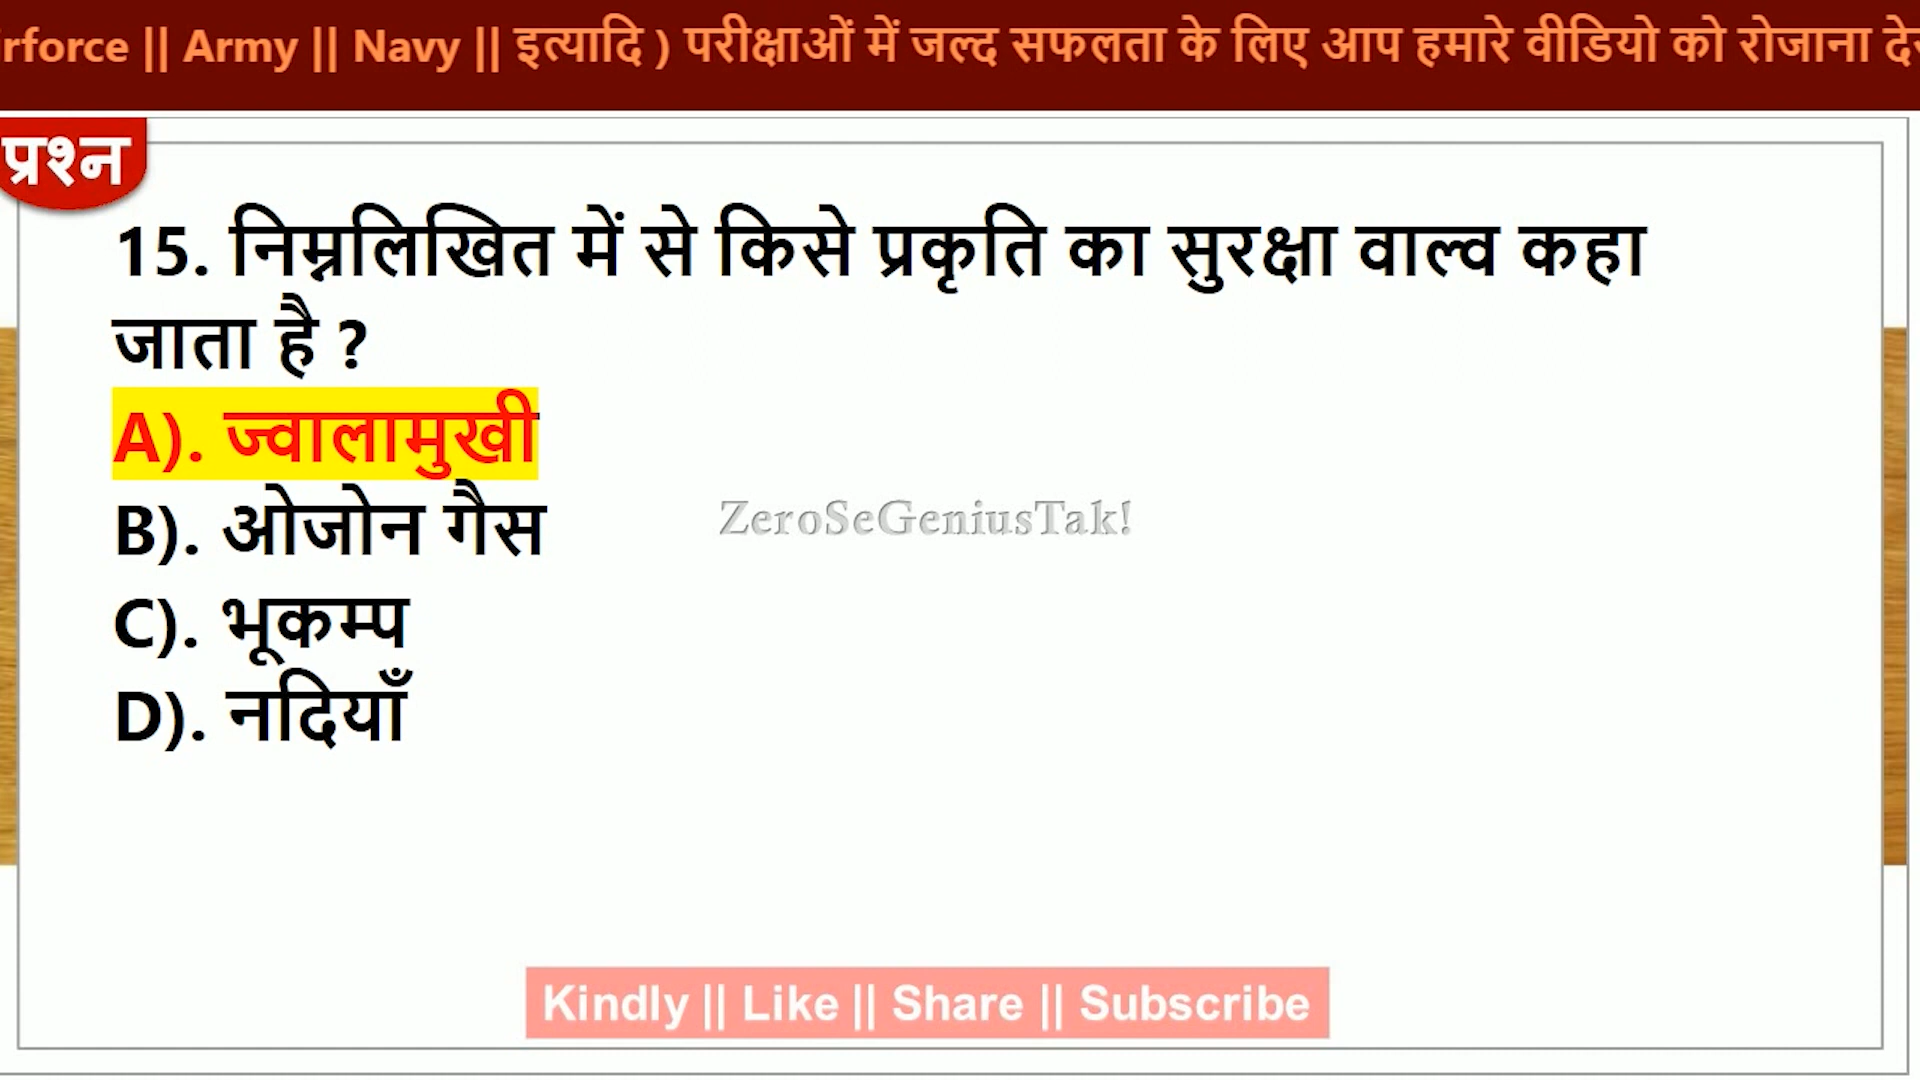 || Army || Navy || इत्यादि ) परीक्षाओं में जल्द सफलता के लिए आप हमारे वीडियो को रोजाना
प्रश्न
15. निम्नलिखित में से किसे प्रकृति का सुरक्षा वाल्व कहा
जाता है ?
A). ज्वालामुखी
B). ओजोन गैस
C). भूकम्प
D). नदियाँ
ZeroSeGeniusTak!
Kindly || Like || Share || Subscribe